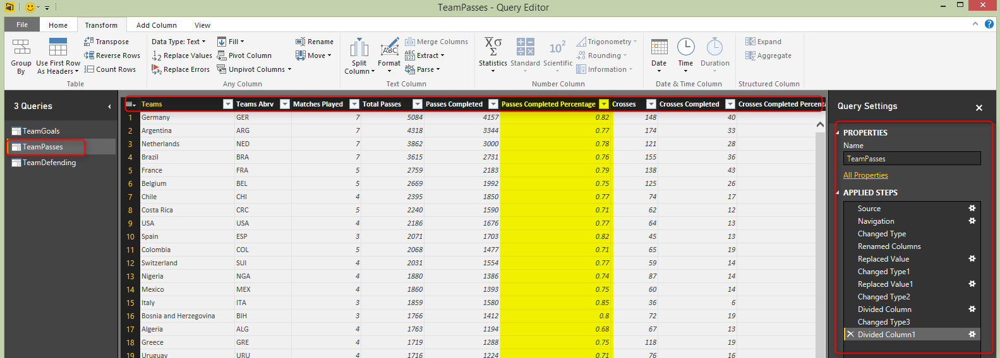 TeamPasses - Query Editor
File Home Transform Add Column View
Transpose Data Type: Text Fill Rename Merge Columns Trigonometry Expand
Reverse Rows Replace Values Pivot Column Move Extract Rounding Aggregate
Group By Use First Row As Headers Count Rows Replace Errors Unpivot Columns Split Column Format Parse Statistics Standard Scientific Information Date Time Duration
Table Any Column Text Column Number Column Date & Time Column Structured Column
3 Queries
TeamGoals
TeamPasses
TeamDefending
Teams Teams Abrv Matches Played Total Passes Passes Completed Passes Completed Percentage Crosses Crosses Completed Crosses Completed Percent
1 Germany GER 7 5084 4157 0.82 148 40
2 Argentina ARG 7 4318 3344 0.77 174 33
3 Netherlands NED 7 3862 3000 0.78 121 28
4 Brazil BRA 7 3615 2731 0.76 155 36
5 France FRA 5 2759 2183 0.79 138 43
6 Belgium BEL 5 2669 1992 0.75 125 26
7 Chile CHI 4 2395 1850 0.77 74 17
8 Costa Rica CRC 5 2240 1590 0.71 62 12
9 USA USA 4 2186 1676 0.77 64 13
10 Spain ESP 3 2071 1703 0.82 45 13
11 Colombia COL 5 2068 1477 0.71 65 19
12 Switzerland SUI 4 2031 1554 0.77 59 14
13 Nigeria NGA 4 1880 1386 0.74 87 14
14 Mexico MEX 4 1860 1393 0.75 60 14
15 Italy ITA 3 1859 1580 0.85 36 6
16 Bosnia and Herzegovina BIH 3 1766 1412 0.8 72 19
17 Algeria ALG 4 1763 1194 0.68 67 13
18 Greece GRE 4 1719 1288 0.75 118 19
19 Uruguay URU 4 1716 1224 0.71 76 16
Query Settings
PROPERTIES
Name
TeamPasses
All Properties
APPLIED STEPS
Source
Navigation
Changed Type
Renamed Columns
Replaced Value
Changed Type1
Replaced Value1
Changed Type2
Divided Column
Changed Type3
Divided Column1